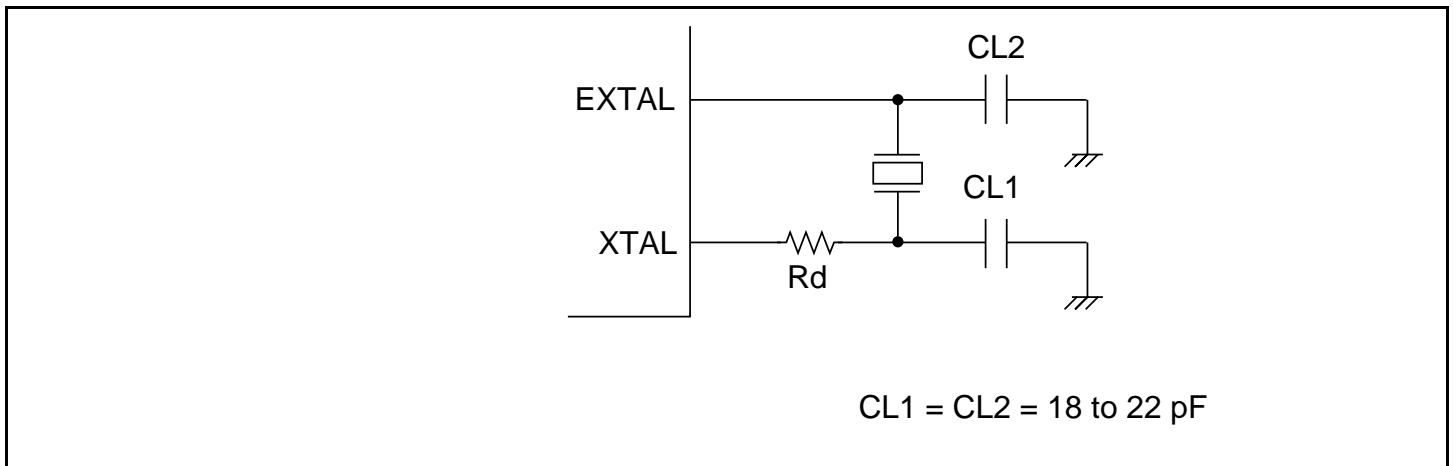 CL2
EXTAL
CL1
XTAL
Rd
CL1 = CL2 = 18 to 22 pF